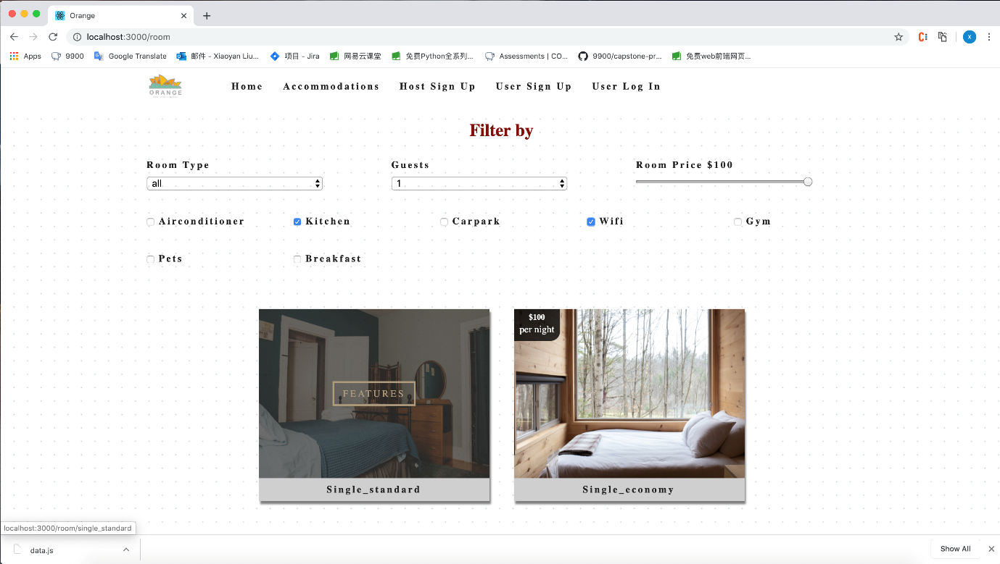 Orange
localhost:3000/room
X
Apps
9900
Google Translate
邮件 - Xiaoyan Liu...
项目 - Jira
网易云课堂
免费Python全系列...
Assessments | CO...
9900/capstone-pr...
免费web前端网页...
ORANGE
Home
Accommodations
Host Sign Up
User Sign Up
User Log In
Filter by
Room Type
Guests
Room Price $100
all
1
Airconditioner
Kitchen
Carpark
Wifi
Gym
Pets
Breakfast
FEATURES
$100
per night
Single_standard
Single_economy
localhost:3000/room/single_standard
data.js
Show All